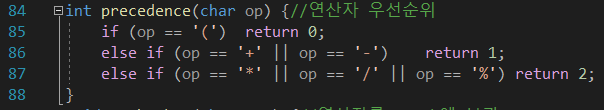 84 int precedence(char op) {//연산자 우선순위
85 if (op == '(') return 0;
86 else if (op == '+' || op == '-') return 1;
87 else if (op == '*' || op == '/' || op == '%') return 2;
88 }